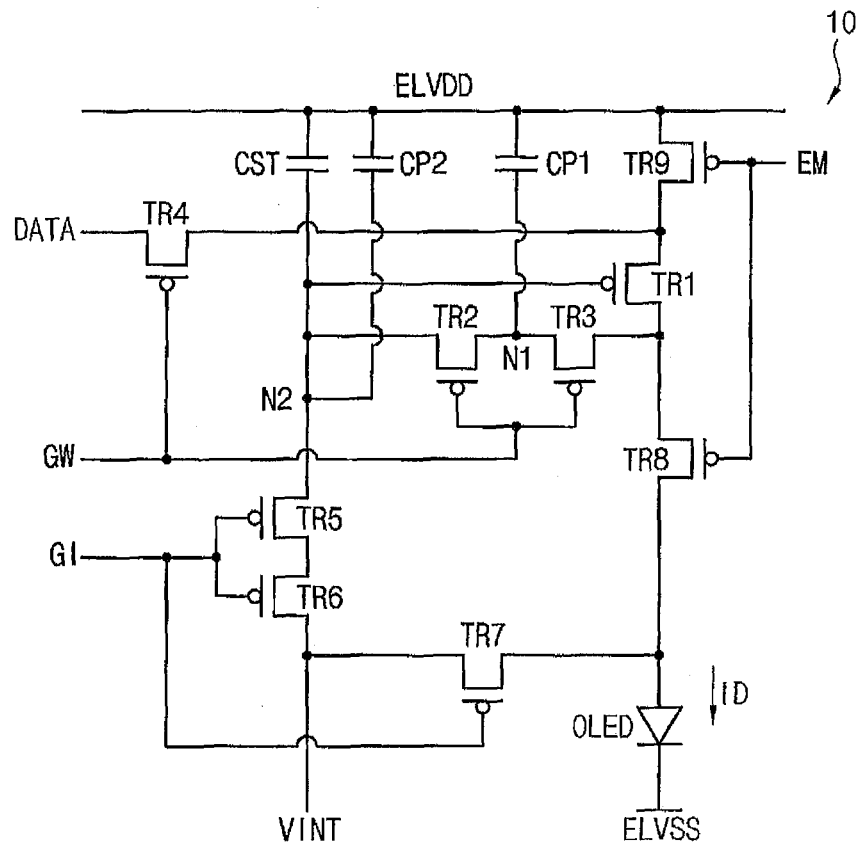 10
ELVDD
CST
CP2
CP1
TR9
EM
TR4
DATA
TR1
TR2
TR3
N1
N2
GW
TR8
TR5
GI
TR6
TR7
ID
OLED
VINT
ELVSS